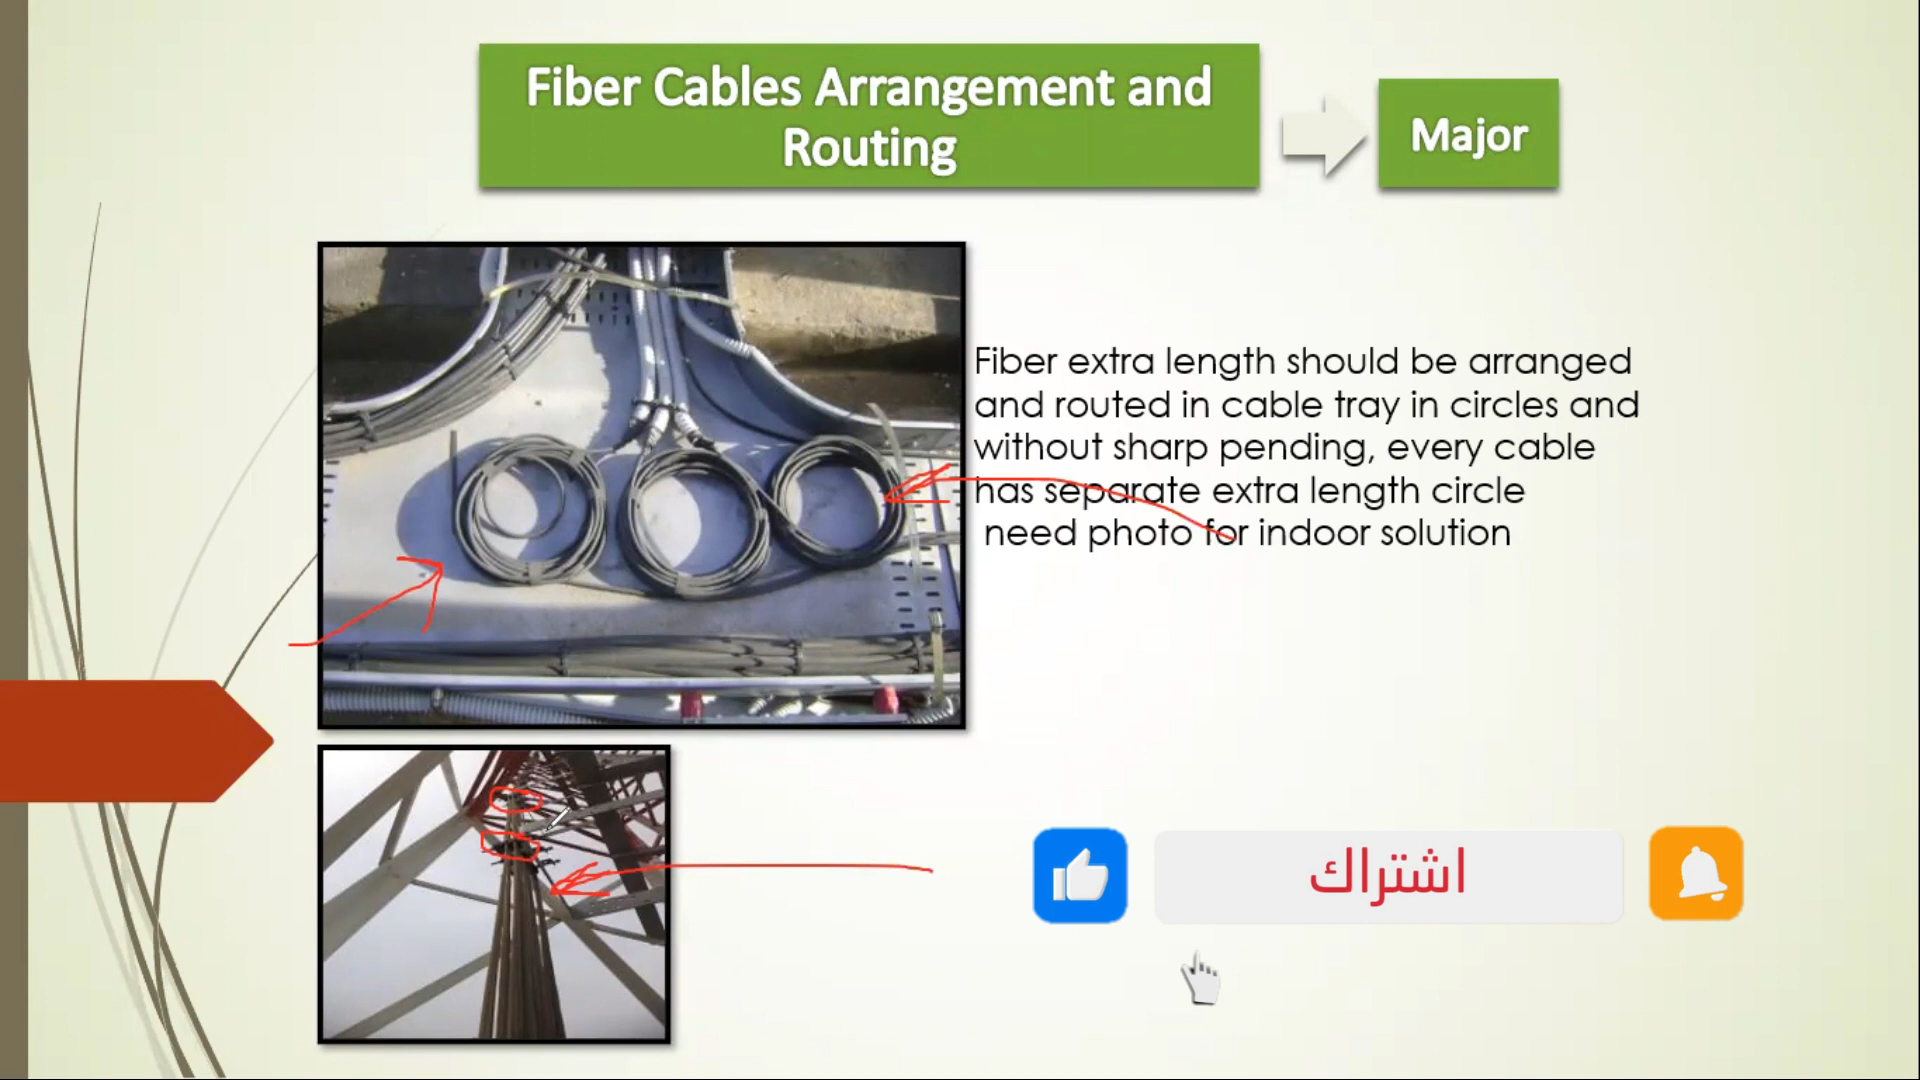 Fiber Cables Arrangement and
Routing
Major
Fiber extra length should be arranged
and routed in cable tray in circles and
without sharp pending, every cable
has separate extra length circle
need photo for indoor solution
اشتراك